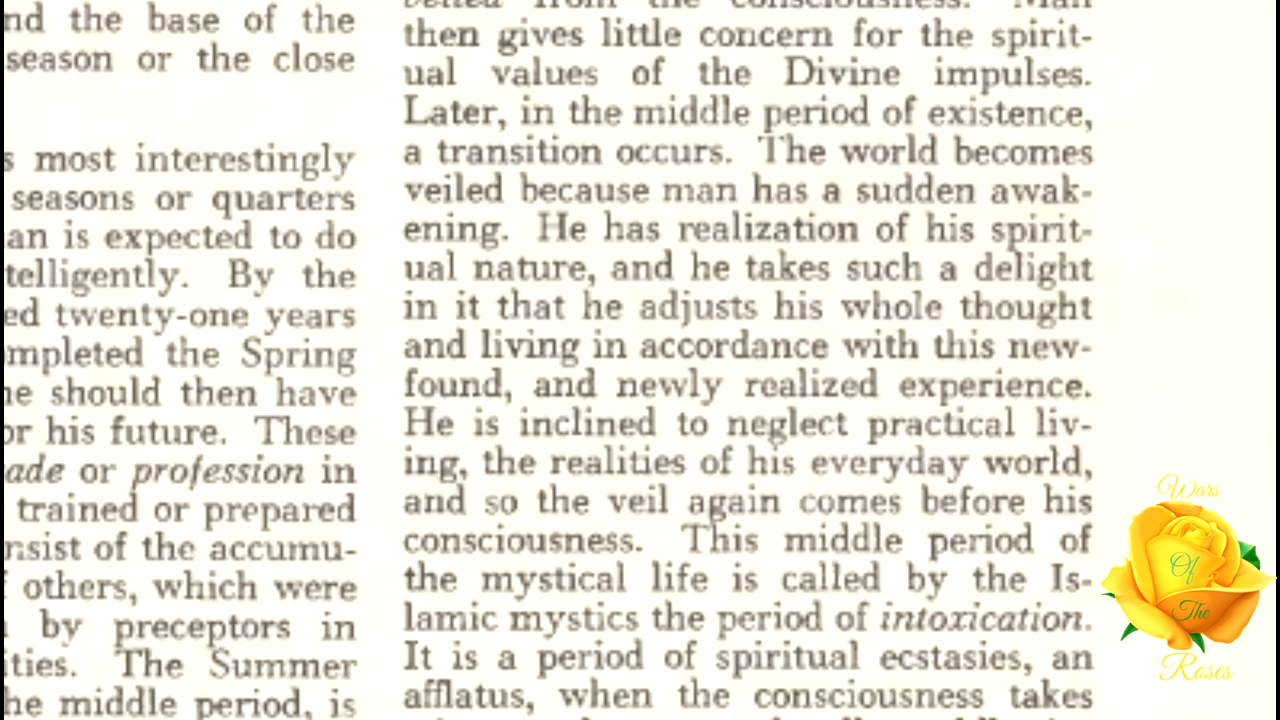 nd the base of the
season or the close
s most interestingly
seasons or quarters
an is expected to do
telligently. By the
ed twenty-one years
mpleted the Spring
he should then have
or his future. These
ade or profession in
trained or prepared
nsist of the accumu-
f others, which were
by preceptors in
ities. The Summer
he middle period, is
veiled from the consciousness. Man
then gives little concern for the spirit-
ual values of the Divine impulses.
Later, in the middle period of existence,
a transition occurs. The world becomes
veiled because man has a sudden awak-
ening. He has realization of his spirit-
ual nature, and he takes such a delight
in it that he adjusts his whole thought
and living in accordance with this new-
found, and newly realized experience.
He is inclined to neglect practical liv-
ing, the realities of his everyday world,
and so the veil again comes before his
consciousness. This middle period of
the mystical life is called by the Is-
lamic mystics the period of intoxication.
It is a period of spiritual ecstasies, an
afflatus, when the consciousness takes
Wars
Of
The
Roses